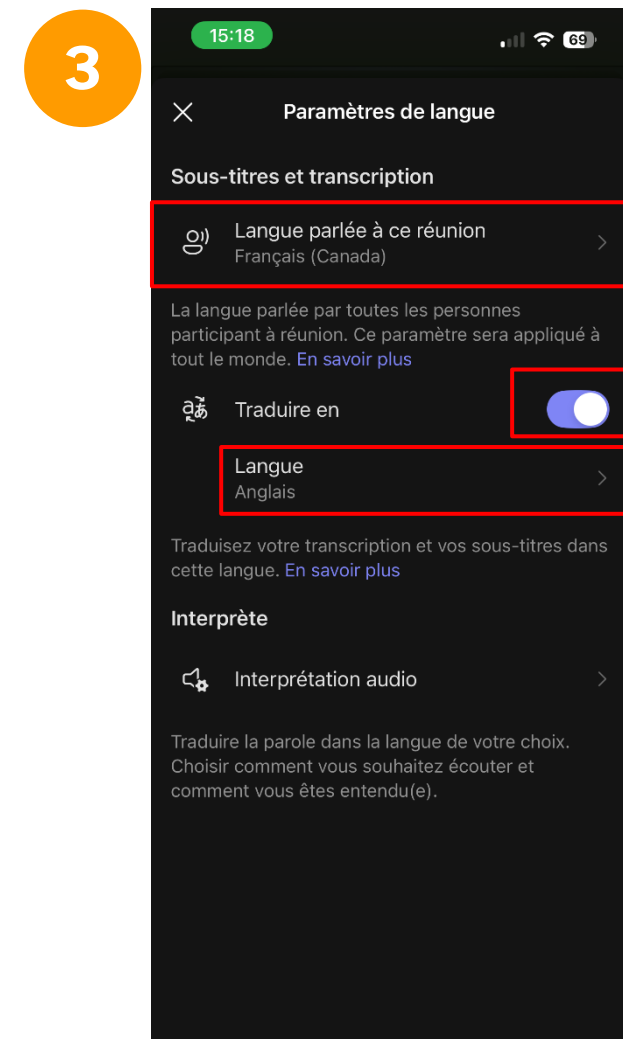 3
15:18
69
Paramètres de langue
Sous-titres et transcription
Langue parlée à ce réunion
Français (Canada)
La langue parlée par toutes les personnes
participant à réunion. Ce paramètre sera appliqué à
tout le monde. En savoir plus
Traduire en
Langue
Anglais
Traduisez votre transcription et vos sous-titres dans
cette langue. En savoir plus
Interprète
Interprétation audio
Traduire la parole dans la langue de votre choix.
Choisir comment vous souhaitez écouter et
comment vous êtes entendu(e).